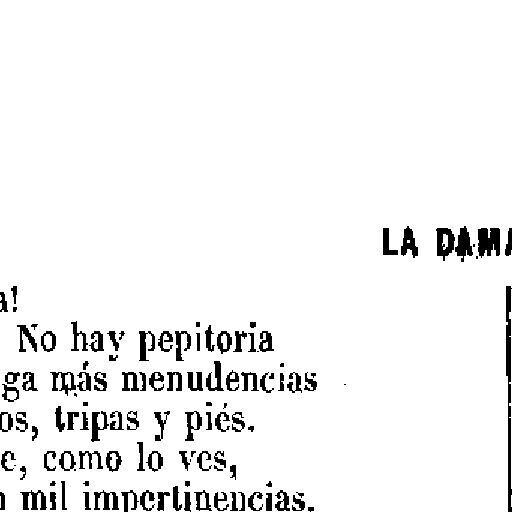 LA DAMA
a!
No hay pepitoria
ga más menudencias
os, tripas y piés.
e, como lo ves,
n mil impertinencias.